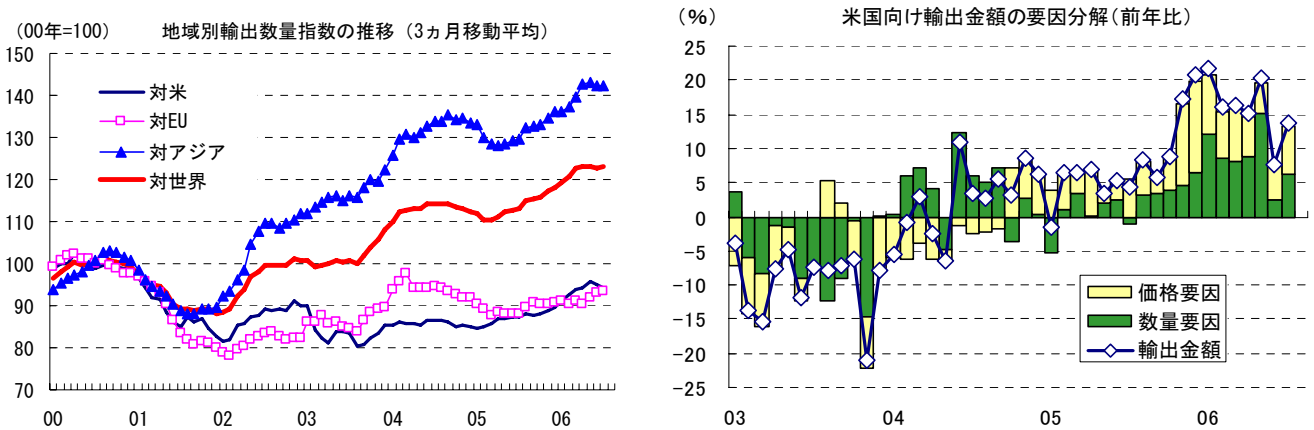 (00年=100) 地域別輸出数量指数の推移（3ヵ月移動平均）
150
140
130
120
110
100
90
80
70
対米
対EU
対アジア
対世界
00 01 02 03 04 05 06
(%) 米国向け輸出金額の要因分解(前年比)
25
20
15
10
5
0
-5
-10
-15
-20
-25
価格要因
数量要因
輸出金額
03 04 05 06